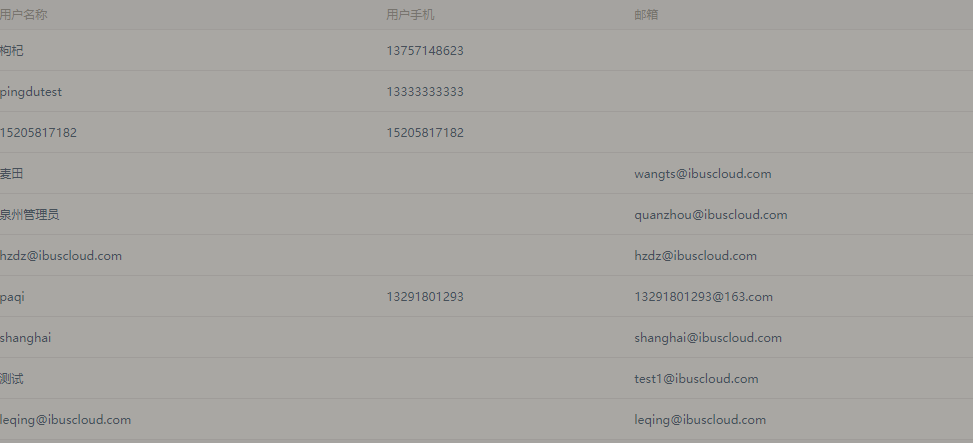 用户名称 用户手机 邮箱
枸杞 13757148623
pingdutest 13333333333
15205817182 15205817182
麦田 wangts@ibuscloud.com
泉州管理员 quanzhou@ibuscloud.com
hzdz@ibuscloud.com hzdz@ibuscloud.com
paqi 13291801293 13291801293@163.com
shanghai shanghai@ibuscloud.com
测试 test1@ibuscloud.com
leqing@ibuscloud.com leqing@ibuscloud.com